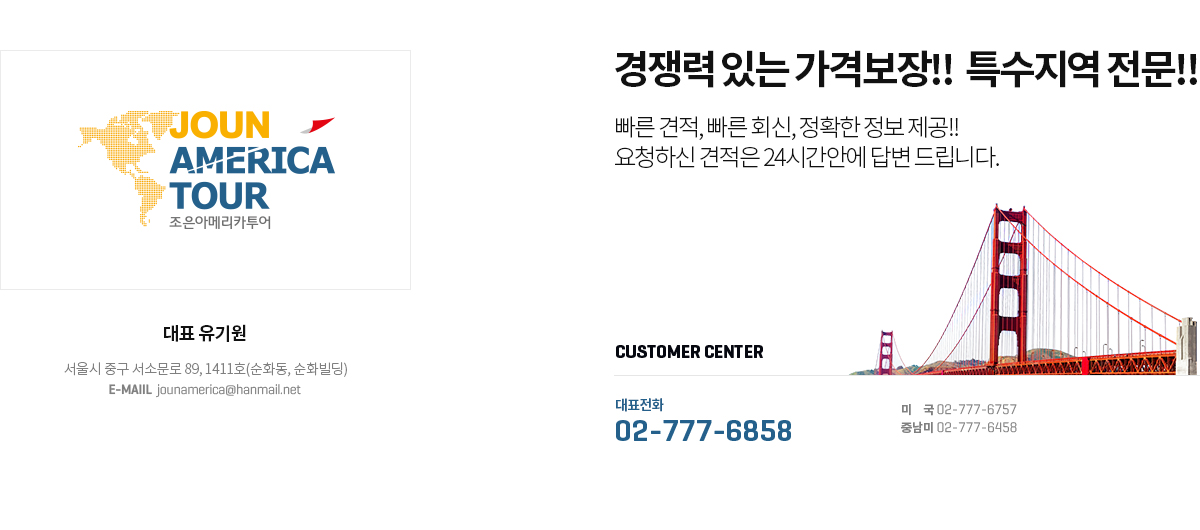 JOUN
AMERICA
TOUR
조은아메리카투어
대표 유기원
서울시 중구 서소문로 89, 1411호(순화동, 순화빌딩)
E-MAIIL jounamerica@hanmail.net
경쟁력 있는 가격보장!! 특수지역 전문!!
빠른 견적, 빠른 회신, 정확한 정보 제공!!
요청하신 견적은 24시간안에 답변 드립니다.
CUSTOMER CENTER
대표전화
02-777-6858
미 국 02-777-6757
중남미 02-777-6458